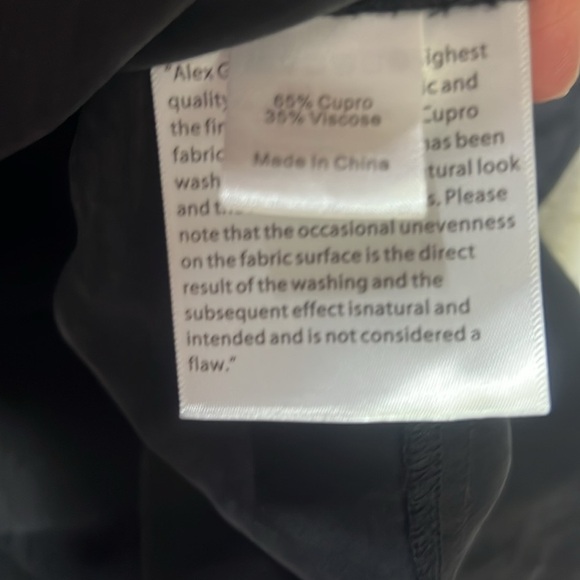 "Alex
ighest
quality
ic and
the
Cupro
fabric
has been
wash
tural look
and
s. Please
note that the occasional unevenness
on the fabric surface is the direct
result of the washing and the
subsequent effect isnatural and
intended and is not considered a
flaw."
65% Cupro
35% Viscose
Made In China